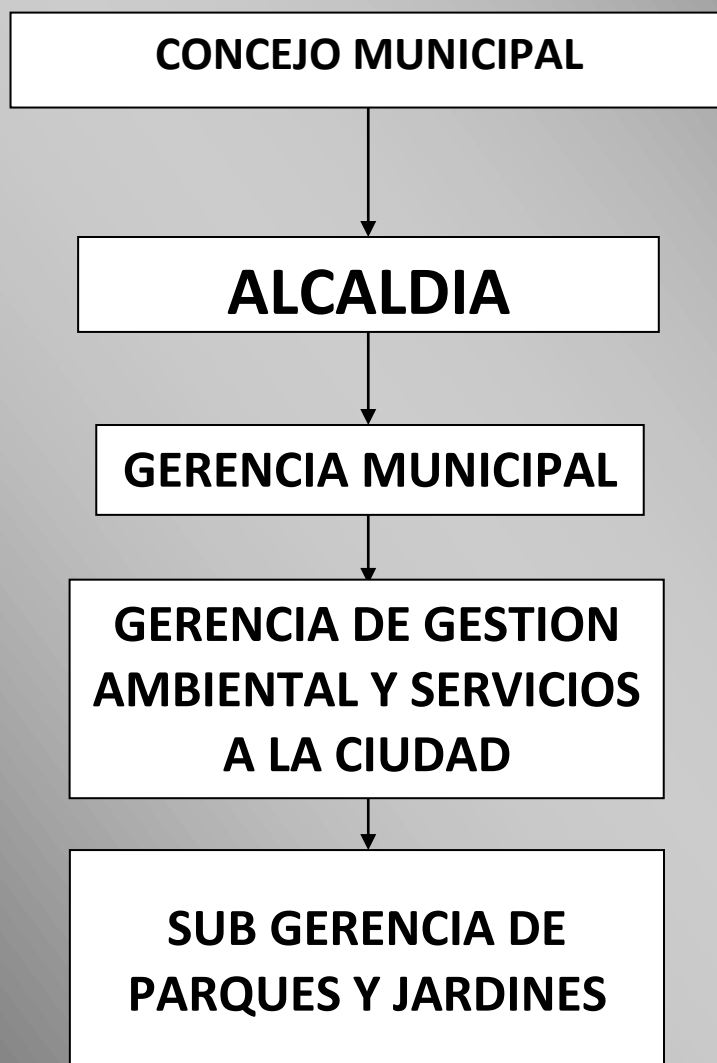 CONCEJO MUNICIPAL
ALCALDIA
GERENCIA MUNICIPAL
GERENCIA DE GESTION
AMBIENTAL Y SERVICIOS
A LA CIUDAD
SUB GERENCIA DE
PARQUES Y JARDINES